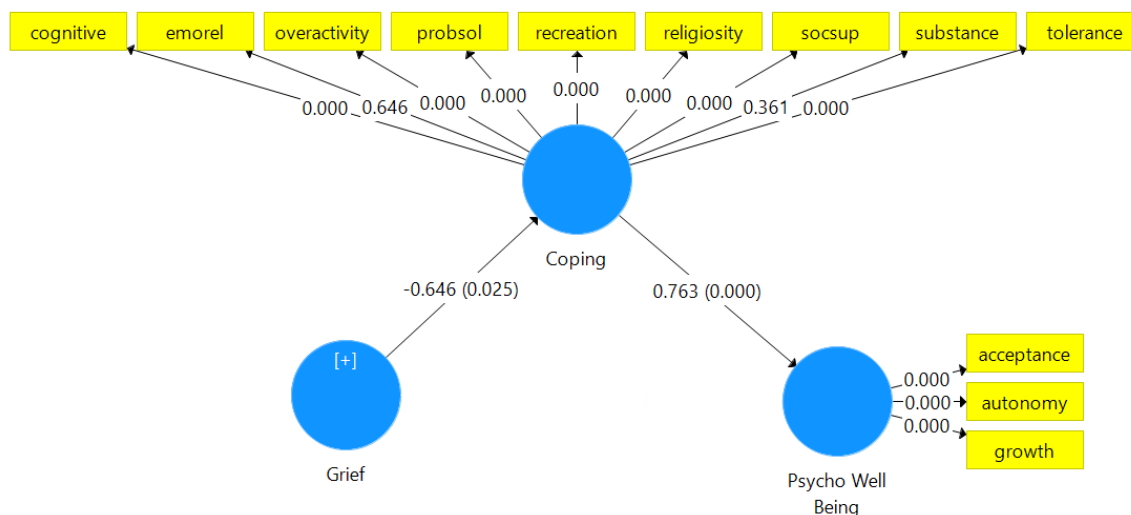 cognitive
emorel
overactivity
probsol
recreation
religiosity
socsup
substance
tolerance
0.000
0.646
0.000
0.000
0.000
0.000
0.000
0.361
0.000
Coping
-0.646 (0.025)
0.763 (0.000)
[+]
Grief
Psycho Well
Being
0.000
0.000
0.000
acceptance
autonomy
growth